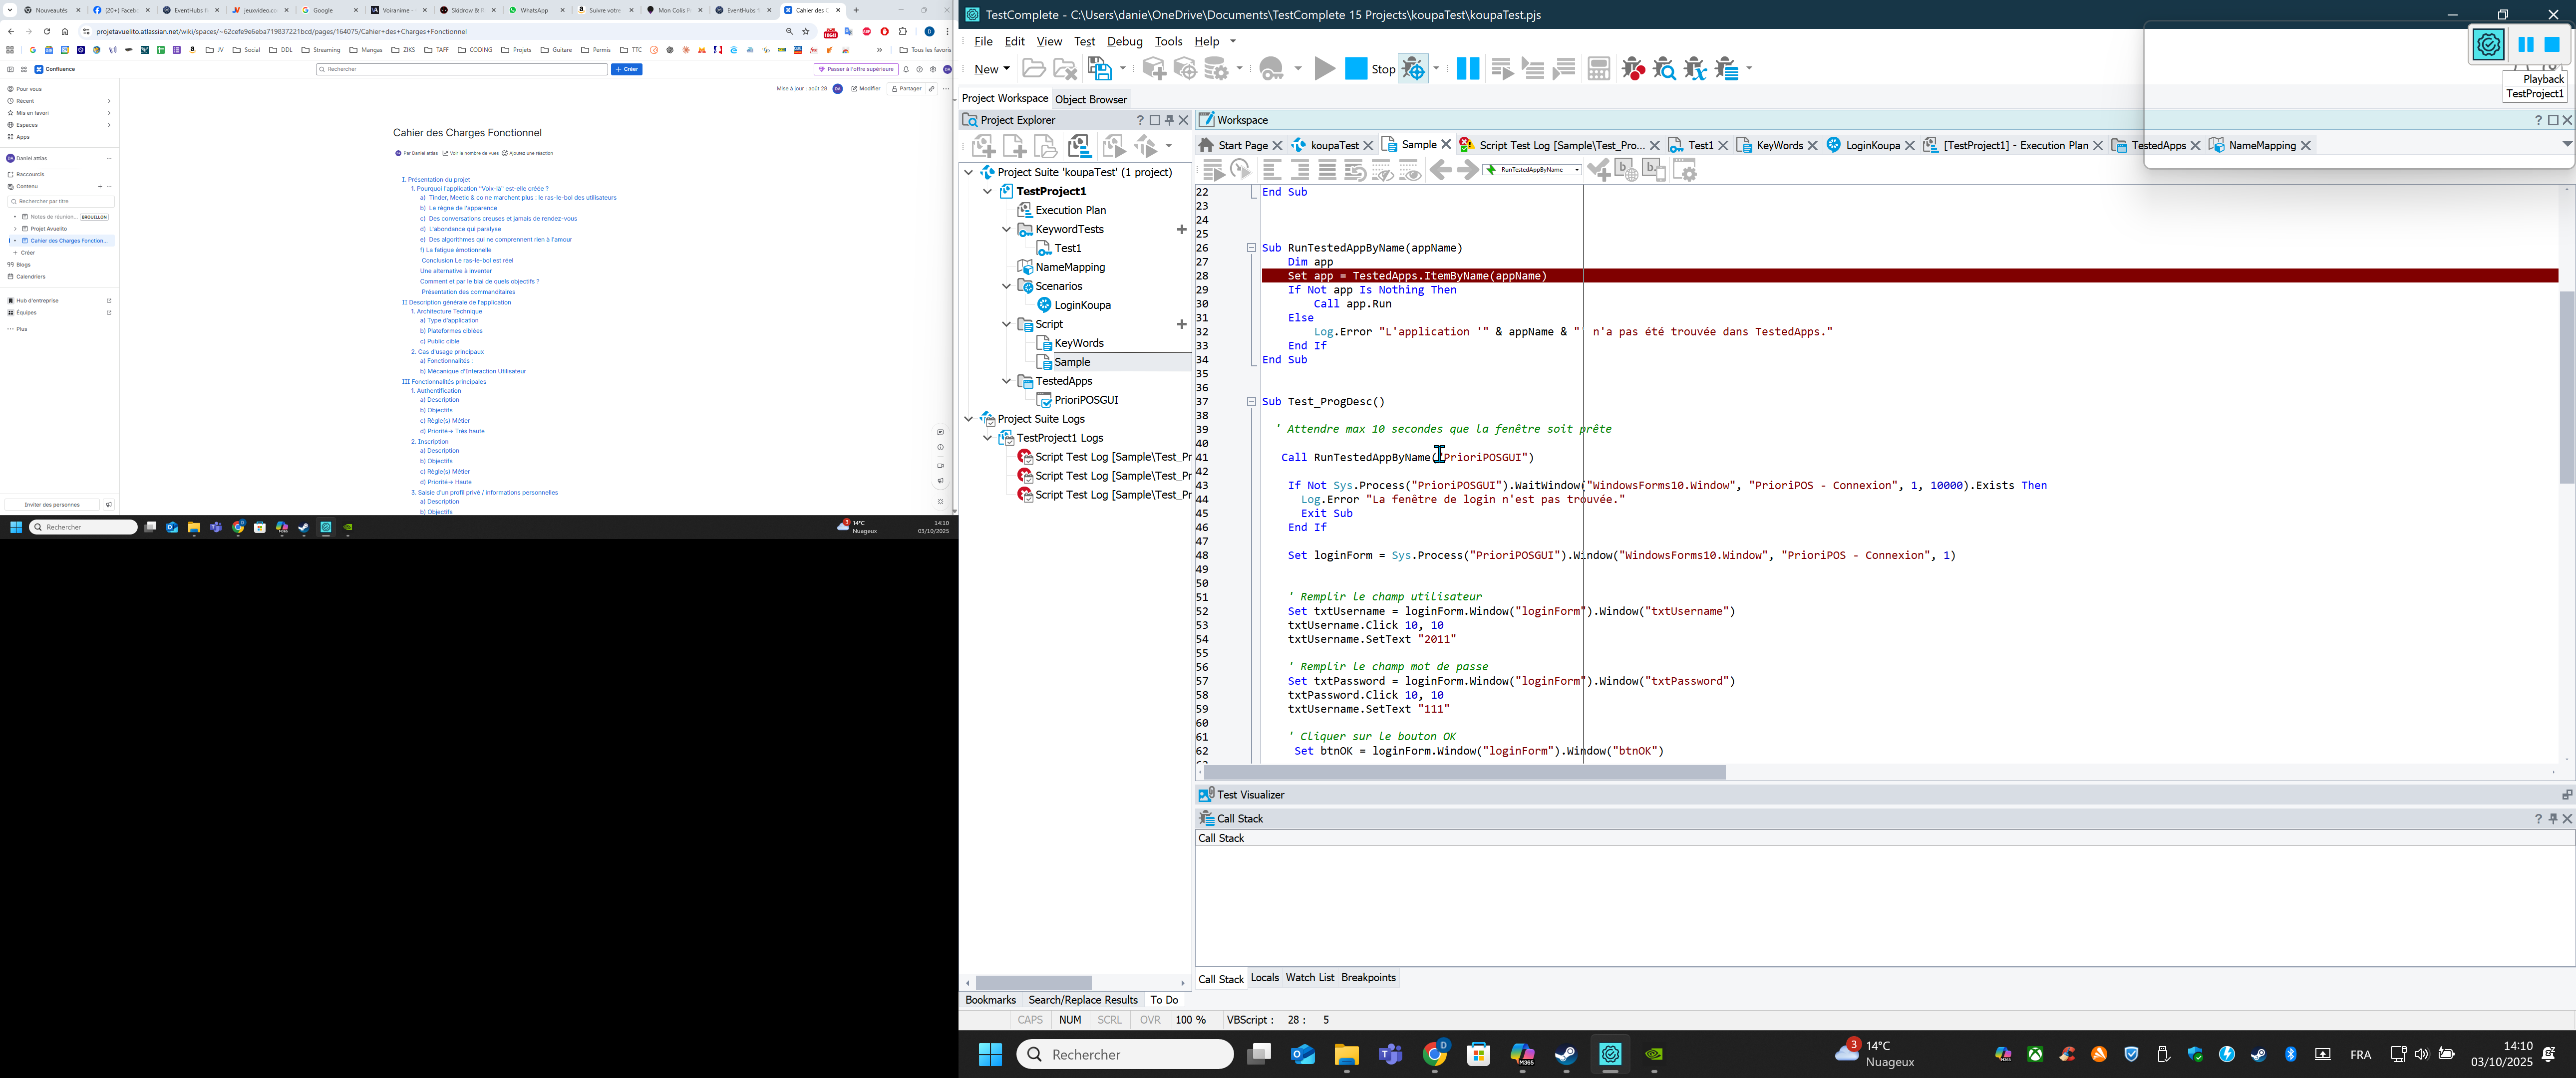 Nouveautés
(20+) Faceb
EventHubs
jeuxvideo.co
Google
Voiranime -
Skidrow & R
WhatsApp
Suivre votre
Mon Colis P
EventHubs
Cahier des C
projetavuelito.atlassian.net/wiki/spaces/~62cefe9e6eba719837221bcd/pages/164075/Cahier+des+Charges+Fonctionnel
JV
Social
DDL
Streaming
Mangas
ZIKS
TAFF
CODING
Projets
Guitare
Permis
TTC
Tous les favoris
Confluence
Rechercher
+ Créer
Passer à l'offre supérieure
Pour vous
Récent
Mis en favori
Espaces
Apps
Daniel attias
Raccourcis
Contenu
Rechercher par titre
Notes de réunion... BROUILLON
Projet Avuelito
Cahier des Charges Fonction...
+ Créer
Blogs
Calendriers
Hub d'entreprise
Équipes
Plus
Inviter des personnes
Mise à jour : août 28
Modifier
Partager
Cahier des Charges Fonctionnel
Par Daniel attias
Voir le nombre de vues
Ajoutez une réaction
I. Présentation du projet
1. Pourquoi l'application "Voix-là" est-elle créée ?
a) Tinder, Meetic & co ne marchent plus : le ras-le-bol des utilisateurs
b) Le règne de l'apparence
c) Des conversations creuses et jamais de rendez-vous
d) L'abondance qui paralyse
e) Des algorithmes qui ne comprennent rien à l'amour
f) La fatigue émotionnelle
Conclusion Le ras-le-bol est réel
Une alternative à inventer
Comment et par le biai de quels objectifs ?
Présentation des commanditaires
II Description générale de l'application
1. Architecture Technique
a) Type d'application
b) Plateformes ciblées
c) Public cible
2. Cas d'usage principaux
a) Fonctionnalités :
b) Mécanique d'Interaction Utilisateur
III Fonctionnalités principales
1. Authentification
a) Description
b) Objectifs
c) Règle(s) Métier
d) Priorité→ Très haute
2. Inscription
a) Description
b) Objectifs
c) Règle(s) Métier
d) Priorité→ Haute
3. Saisie d'un profil privé / informations personnelles
a) Description
b) Objectifs
Rechercher
14°C
Nuageux
14:10
03/10/2025
TestComplete - C:\Users\danie\OneDrive\Documents\TestComplete 15 Projects\koupaTest\koupaTest.pjs
File Edit View Test Debug Tools Help
New
Stop
Playback
TestProject1
Project Workspace
Object Browser
Project Explorer
Project Suite 'koupaTest' (1 project)
TestProject1
Execution Plan
KeywordTests
Test1
NameMapping
Scenarios
LoginKoupa
Script
KeyWords
Sample
TestedApps
PrioriPOSGUI
Project Suite Logs
TestProject1 Logs
Script Test Log [Sample\Test_Pr
Script Test Log [Sample\Test_Pr
Script Test Log [Sample\Test_Pr
Bookmarks
Search/Replace Results
To Do
Workspace
Start Page
koupaTest
Sample
Script Test Log [Sample\Test_Pro...
Test1
KeyWords
LoginKoupa
[TestProject1] - Execution Plan
TestedApps
NameMapping
RunTestedAppByName
22 End Sub
23
24
25
26 Sub RunTestedAppByName(appName)
27 Dim app
28 Set app = TestedApps.ItemByName(appName)
29 If Not app Is Nothing Then
30 Call app.Run
31 Else
32 Log.Error "L'application '" & appName & "' n'a pas été trouvée dans TestedApps."
33 End If
34 End Sub
35
36
37 Sub Test_ProgDesc()
38
39 ' Attendre max 10 secondes que la fenêtre soit prête
40
41 Call RunTestedAppByName("PrioriPOSGUI")
42
43 If Not Sys.Process("PrioriPOSGUI").WaitWindow("WindowsForms10.Window", "PrioriPOS - Connexion", 1, 10000).Exists Then
44 Log.Error "La fenêtre de login n'est pas trouvée."
45 Exit Sub
46 End If
47
48 Set loginForm = Sys.Process("PrioriPOSGUI").Window("WindowsForms10.Window", "PrioriPOS - Connexion", 1)
49
50
51 ' Remplir le champ utilisateur
52 Set txtUsername = loginForm.Window("loginForm").Window("txtUsername")
53 txtUsername.Click 10, 10
54 txtUsername.SetText "2011"
55
56 ' Remplir le champ mot de passe
57 Set txtPassword = loginForm.Window("loginForm").Window("txtPassword")
58 txtPassword.Click 10, 10
59 txtUsername.SetText "111"
60
61 ' Cliquer sur le bouton OK
62 Set btnOK = loginForm.Window("loginForm").Window("btnOK")
Test Visualizer
Call Stack
Call Stack
Call Stack
Locals
Watch List
Breakpoints
CAPS NUM SCRL OVR 100 % VBScript : 28 : 5
Rechercher
3
14°C
Nuageux
FRA
14:10
03/10/2025